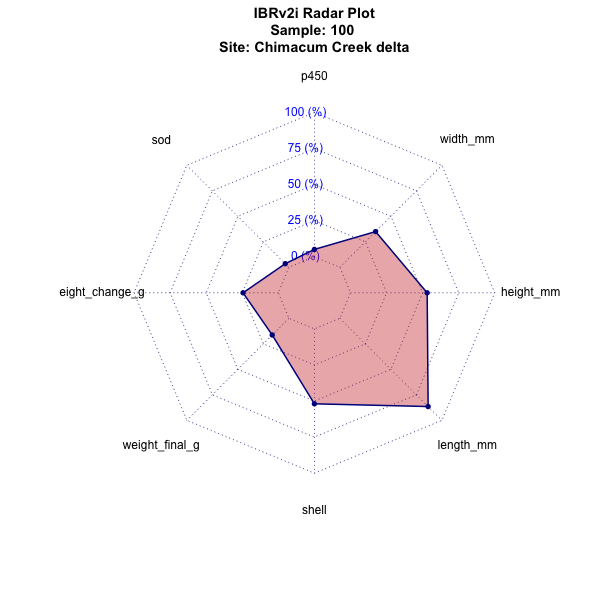 IBRv2i Radar Plot
Sample: 100
Site: Chimacum Creek delta
p450
100 (%)
sod
width_mm
75 (%)
50 (%)
25 (%)
0 (%)
eight_change_g
height_mm
weight_final_g
length_mm
shell